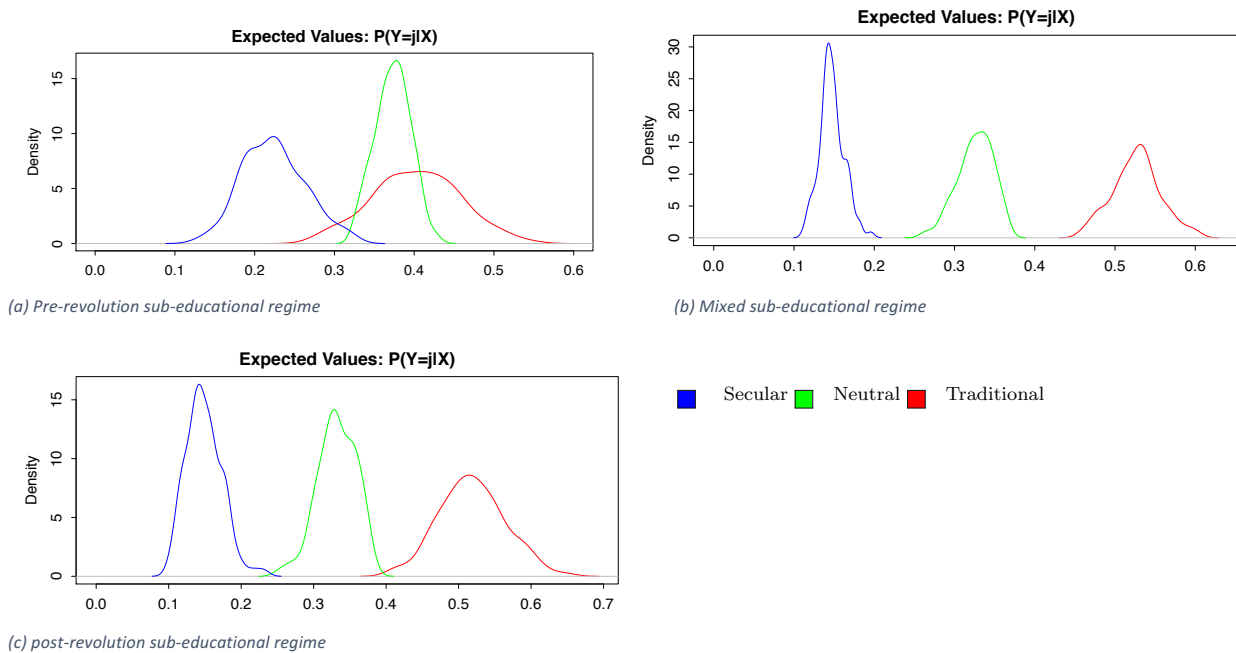 Expected Values: P(Y=j|X)
Density
15
10
5
0
0.0 0.1 0.2 0.3 0.4 0.5 0.6
(a) Pre-revolution sub-educational regime
Expected Values: P(Y=j|X)
Density
30
25
20
15
10
5
0
0.0 0.1 0.2 0.3 0.4 0.5 0.6
(b) Mixed sub-educational regime
Expected Values: P(Y=j|X)
Density
15
10
5
0
0.0 0.1 0.2 0.3 0.4 0.5 0.6 0.7
(c) post-revolution sub-educational regime
Secular Neutral Traditional